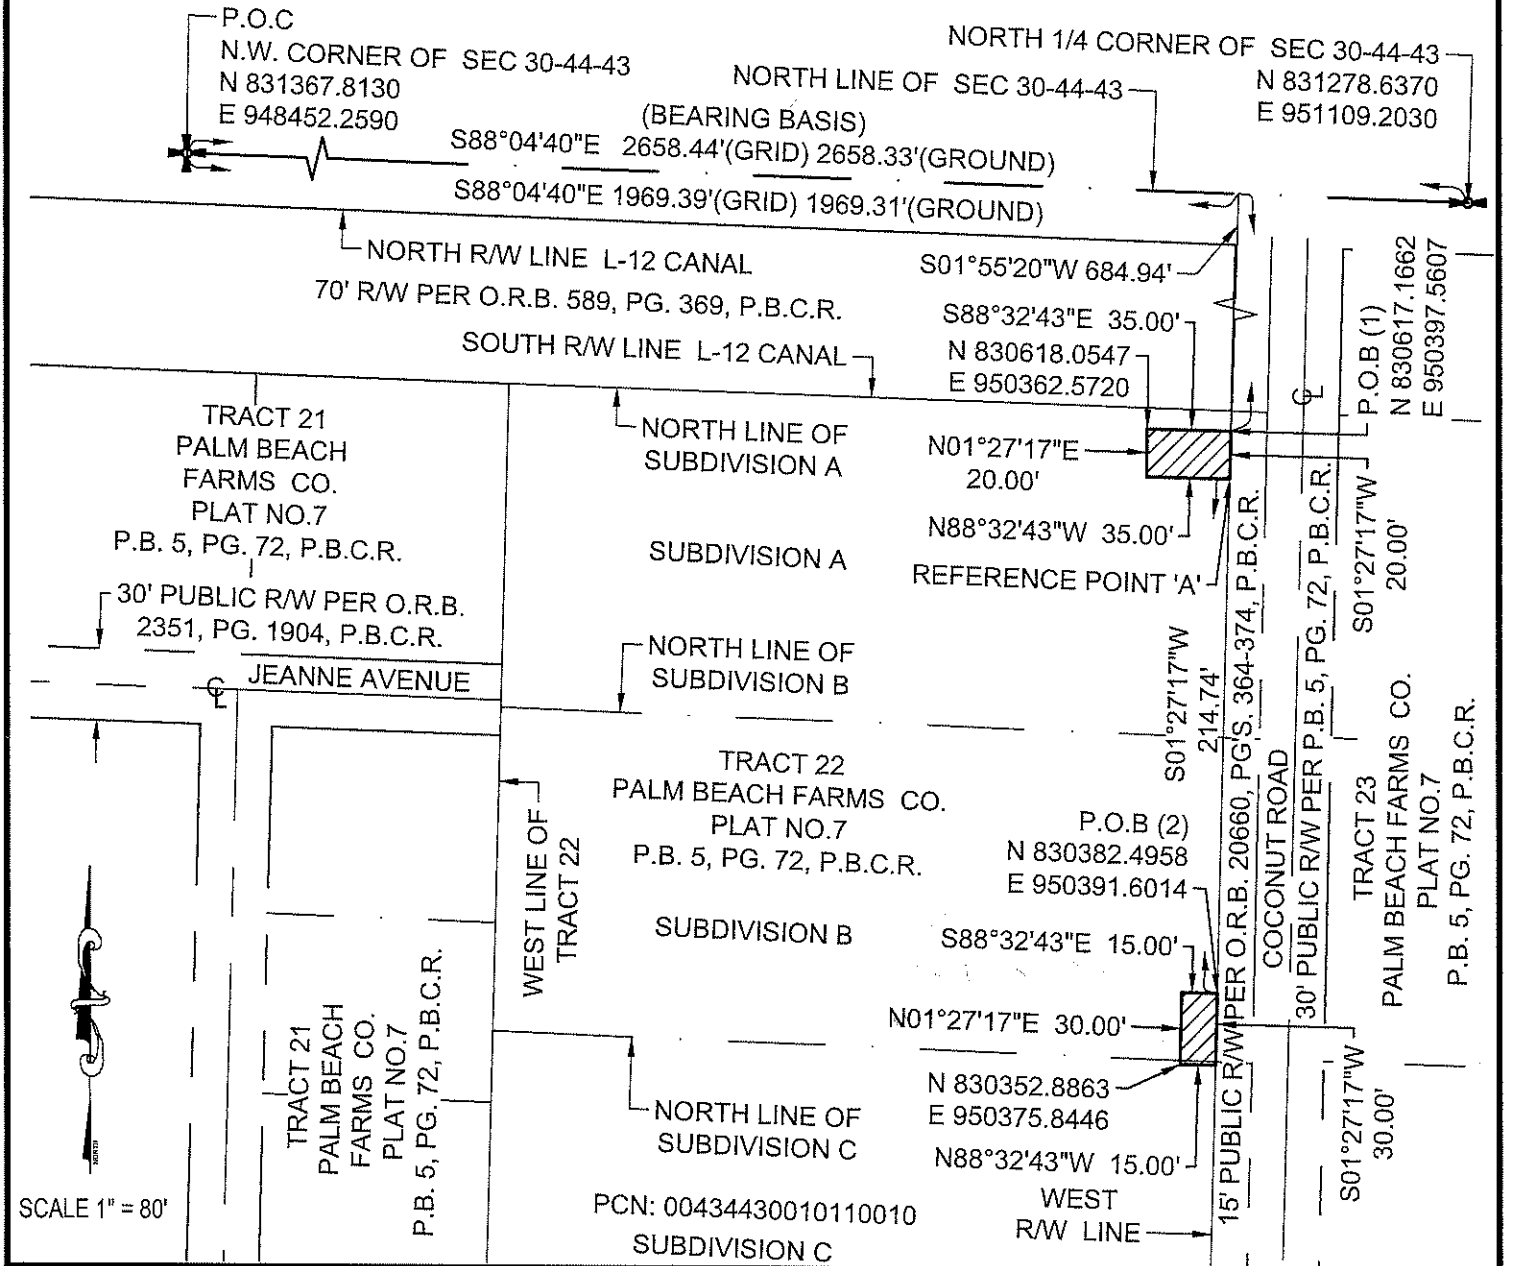 P.O.C
N.W. CORNER OF SEC 30-44-43
N 831367.8130
E 948452.2590
NORTH 1/4 CORNER OF SEC 30-44-43
N 831278.6370
E 951109.2030
NORTH LINE OF SEC 30-44-43
(BEARING BASIS)
S88°04'40"E 2658.44'(GRID) 2658.33'(GROUND)
S88°04'40"E 1969.39'(GRID) 1969.31'(GROUND)
NORTH R/W LINE L-12 CANAL
70' R/W PER O.R.B. 589, PG. 369, P.B.C.R.
SOUTH R/W LINE L-12 CANAL
S01°55'20"W 684.94'
S88°32'43"E 35.00'
N 830618.0547
E 950362.5720
P.O.B (1)
N 830617.1662
E 950397.5607
TRACT 21
PALM BEACH
FARMS CO.
PLAT NO.7
P.B. 5, PG. 72, P.B.C.R.
NORTH LINE OF
SUBDIVISION A
N01°27'17"E
20.00'
N88°32'43"W 35.00'
S01°27'17"W
20.00'
SUBDIVISION A
REFERENCE POINT 'A'
30' PUBLIC R/W PER O.R.B.
2351, PG. 1904, P.B.C.R.
JEANNE AVENUE
C
L
C
L
NORTH LINE OF
SUBDIVISION B
S01°27'17"W
214.74'
TRACT 22
PALM BEACH FARMS CO.
PLAT NO.7
P.B. 5, PG. 72, P.B.C.R.
WEST LINE OF
TRACT 22
SUBDIVISION B
P.O.B (2)
N 830382.4958
E 950391.6014
S88°32'43"E 15.00'
N01°27'17"E 30.00'
N 830352.8863
E 950375.8446
N88°32'43"W 15.00'
S01°27'17"W
30.00'
15' PUBLIC R/W PER O.R.B. 20660, PG'S. 364-374, P.B.C.R.
COCONUT ROAD
30' PUBLIC R/W PER P.B. 5, PG. 72, P.B.C.R.
TRACT 23
PALM BEACH FARMS CO.
PLAT NO.7
P.B. 5, PG. 72, P.B.C.R.
TRACT 21
PALM BEACH
FARMS CO.
PLAT NO.7
P.B. 5, PG. 72, P.B.C.R.
NORTH LINE OF
SUBDIVISION C
PCN: 00434430010110010
SUBDIVISION C
WEST
R/W LINE
NORTH
SCALE 1" = 80'